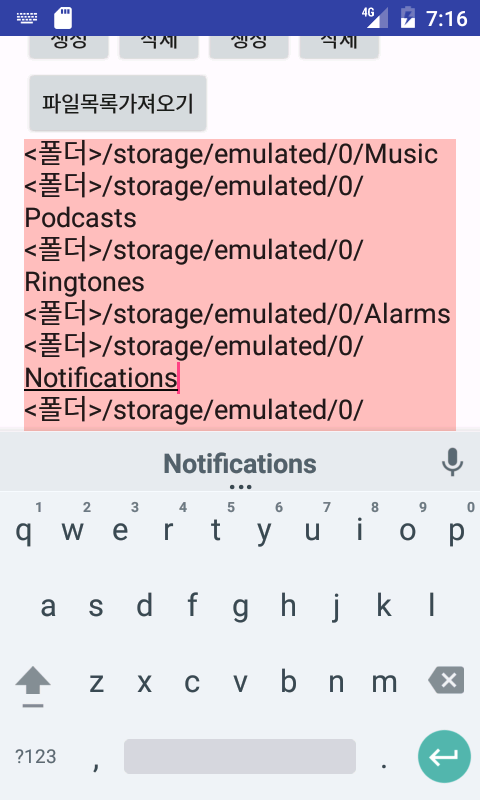 4G 7:16
생성 삭제 생성 삭제
파일목록가져오기
<폴더>/storage/emulated/0/Music
<폴더>/storage/emulated/0/
Podcasts
<폴더>/storage/emulated/0/
Ringtones
<폴더>/storage/emulated/0/Alarms
<폴더>/storage/emulated/0/
Notifications
<폴더>/storage/emulated/0/
Notifications
...
1 2 3 4 5 6 7 8 9 0
q w e r t y u i o p
a s d f g h j k l
z x c v b n m
?123 , .